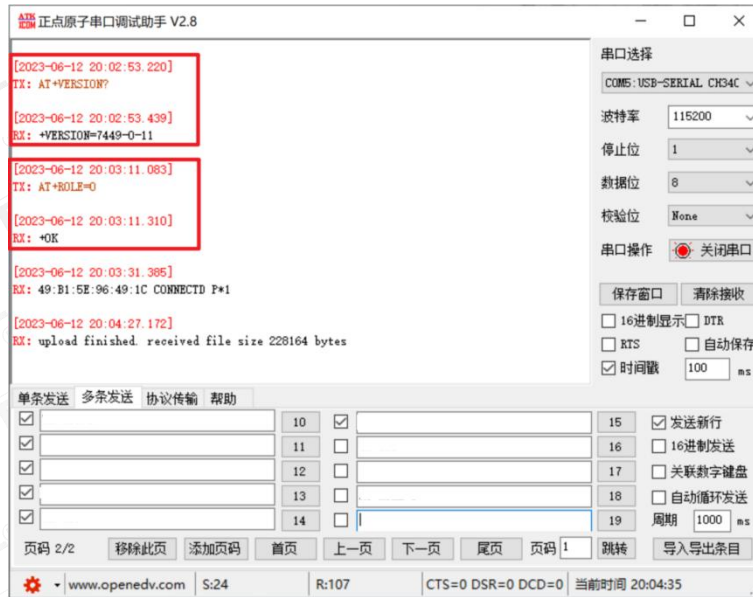 ATK
ICOM
正点原子串口调试助手 V2.8
[2023-06-12 20:02:53.220]
TX: AT+VERSION?
[2023-06-12 20:02:53.439]
RX: +VERSION=7449-0-11
[2023-06-12 20:03:11.083]
TX: AT+ROLE=0
[2023-06-12 20:03:11.310]
RX: +OK
[2023-06-12 20:03:31.385]
RX: 49:B1:5E:96:49:1C CONNECTD P*1
[2023-06-12 20:04:27.172]
RX: upload finished. received file size 228164 bytes
串口选择
COM5:USB-SERIAL CH34C
波特率 115200
停止位 1
数据位 8
校验位 None
串口操作 关闭串口
保存窗口 清除接收
16进制显示 DTR
RTS 自动保存
时间戳 100 ms
单条发送 多条发送 协议传输 帮助
10 15 发送新行
11 16 16进制发送
12 17 关联数字键盘
13 18 自动循环发送
14 19 周期 1000 ms
页码 2/2 移除此页 添加页码 首页 上一页 下一页 尾页 页码 1 跳转 导入导出条目
www.openedv.com S:24 R:107 CTS=0 DSR=0 DCD=0 当前时间 20:04:35